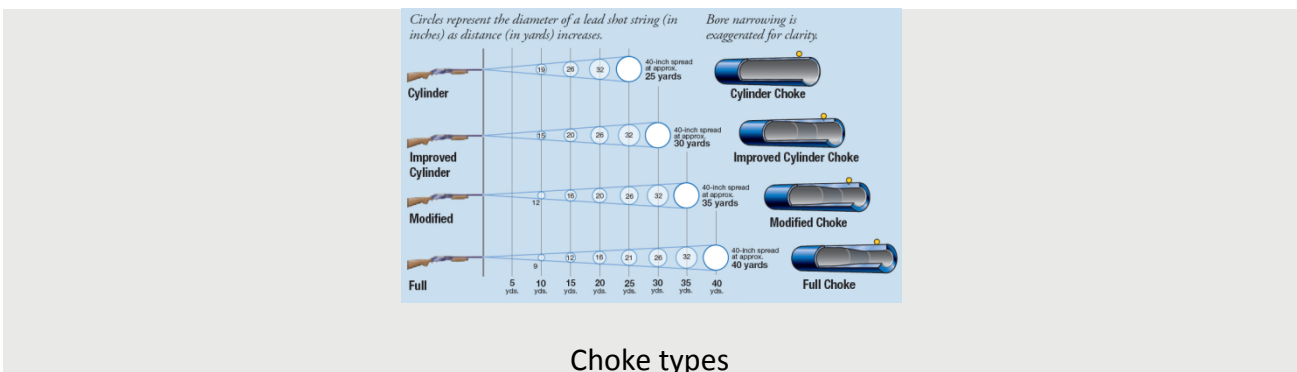 Circles represent the diameter of a lead shot string (in
inches) as distance (in yards) increases.
Bore narrowing is
exaggerated for clarity.
19 26 32
40-inch spread
at approx.
25 yards
Cylinder
Cylinder Choke
15 20 26 32
40-inch spread
at approx.
30 yards
Improved
Cylinder
Improved Cylinder Choke
12 16 20 26 32
40-inch spread
at approx.
35 yards
Modified
Modified Choke
9 12 16 21 26 32
40-inch spread
at approx.
40 yards
Full
Full Choke
5 10 15 20 25 30 35 40
yds. yds. yds. yds. yds. yds. yds. yds.
Choke types